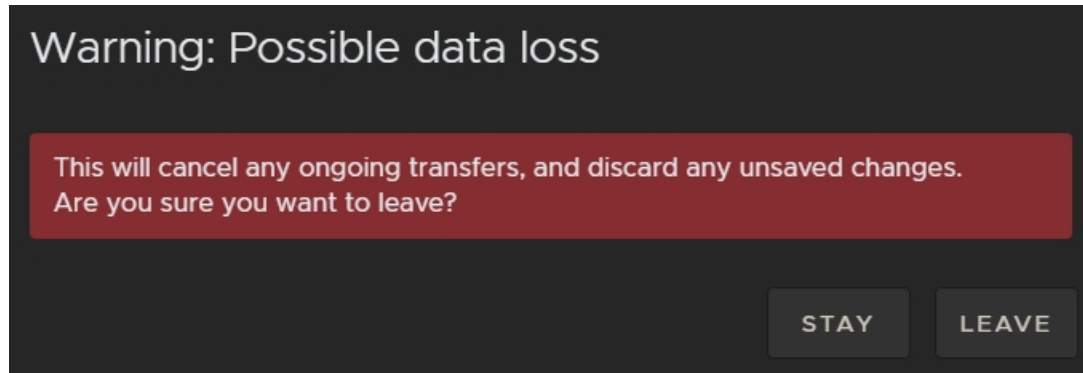 Warning: Possible data loss
This will cancel any ongoing transfers, and discard any unsaved changes.
Are you sure you want to leave?
STAY
LEAVE